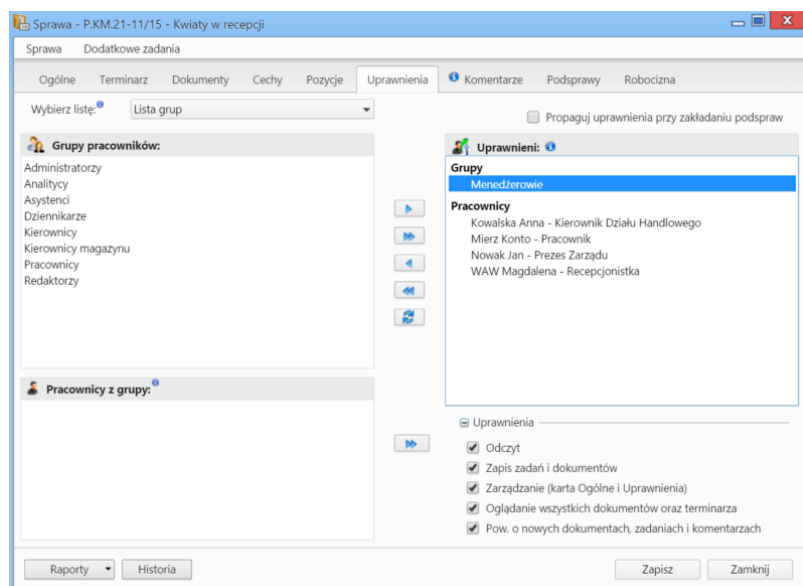 Sprawa - P.KM.21-11/15 - Kwiaty w recepcji
Sprawa Dodatkowe zadania
Ogólne Terminarz Dokumenty Cechy Pozycje Uprawnienia Komentarze Podsprawy Robocizna
Wybierz listę: Lista grup
Propaguj uprawnienia przy zakładaniu podspraw
Grupy pracowników:
Administratorzy
Analitycy
Asystenci
Dziennikarze
Kierownicy
Kierownicy magazynu
Pracownicy
Redaktorzy
Pracownicy z grupy:
Uprawnieni:
Grupy
Menedżerowie
Pracownicy
Kowalska Anna - Kierownik Działu Handlowego
Mierz Konto - Pracownik
Nowak Jan - Prezes Zarządu
WAW Magdalena - Recepcjonistka
Uprawnienia
Odczyt
Zapis zadań i dokumentów
Zarządzanie (karta Ogólne i Uprawnienia)
Oglądanie wszystkich dokumentów oraz terminarza
Pow. o nowych dokumentach, zadaniach i komentarzach
Raporty Historia Zapisz Zamknij